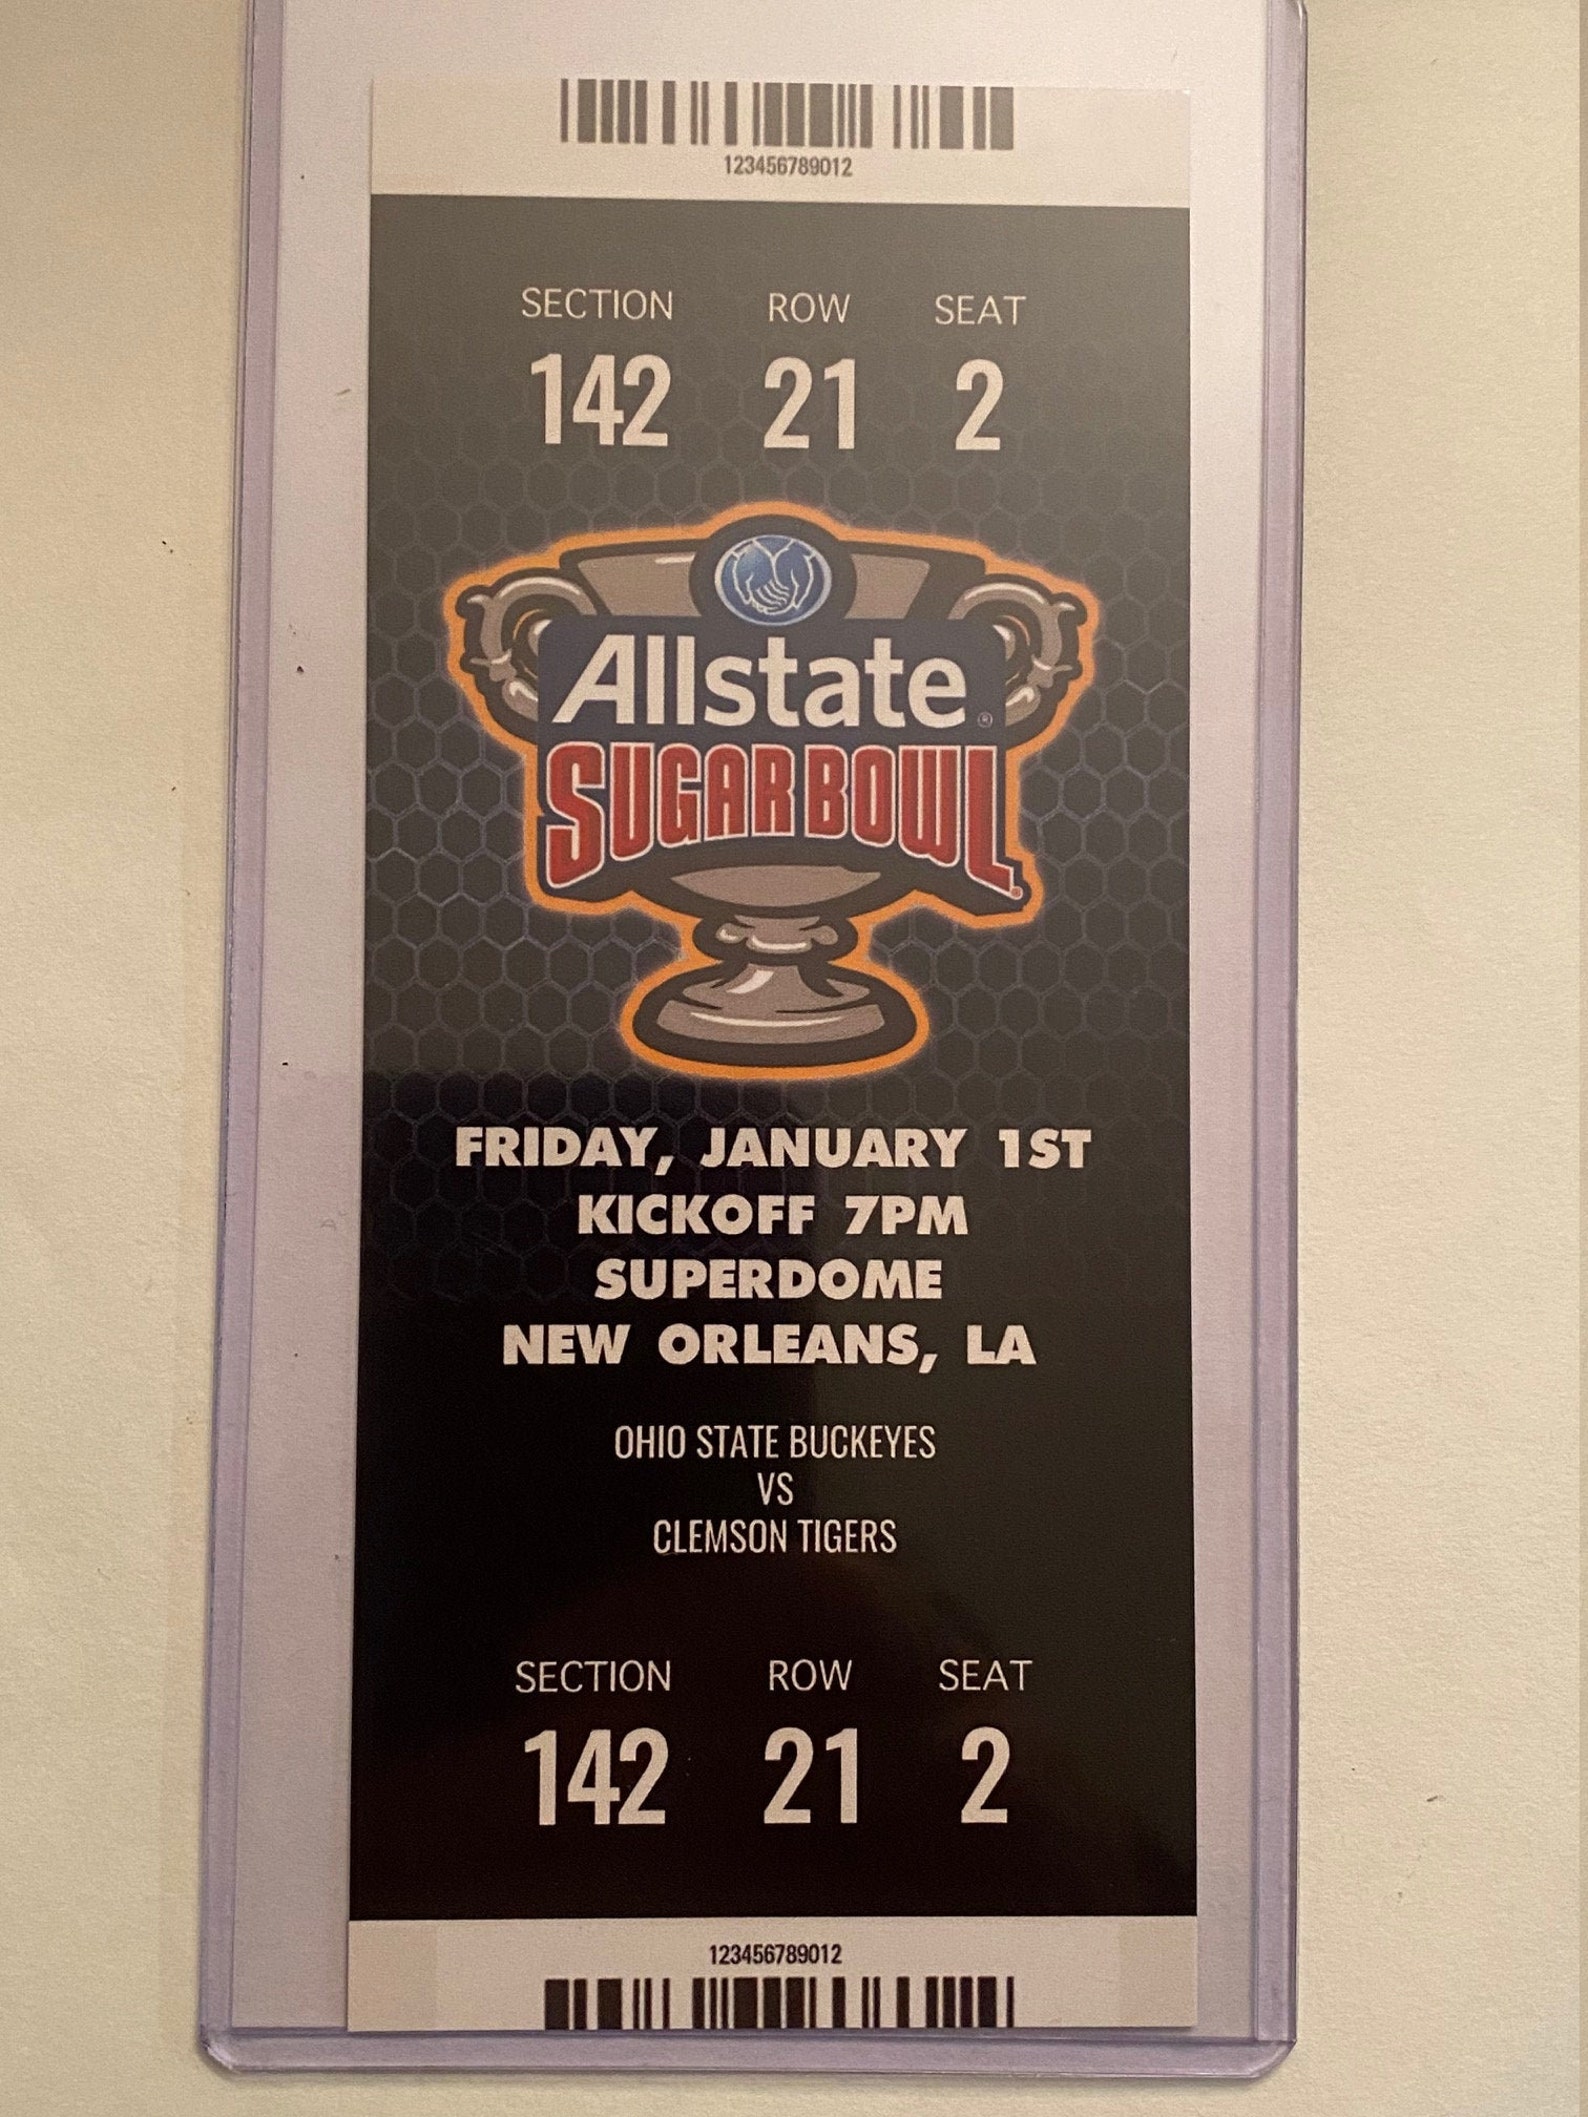 123456789012
SECTION ROW SEAT
142 21 2
Allstate®
SUGAR BOWL®
FRIDAY, JANUARY 1ST
KICKOFF 7PM
SUPERDOME
NEW ORLEANS, LA
OHIO STATE BUCKEYES
VS
CLEMSON TIGERS
SECTION ROW SEAT
142 21 2
123456789012